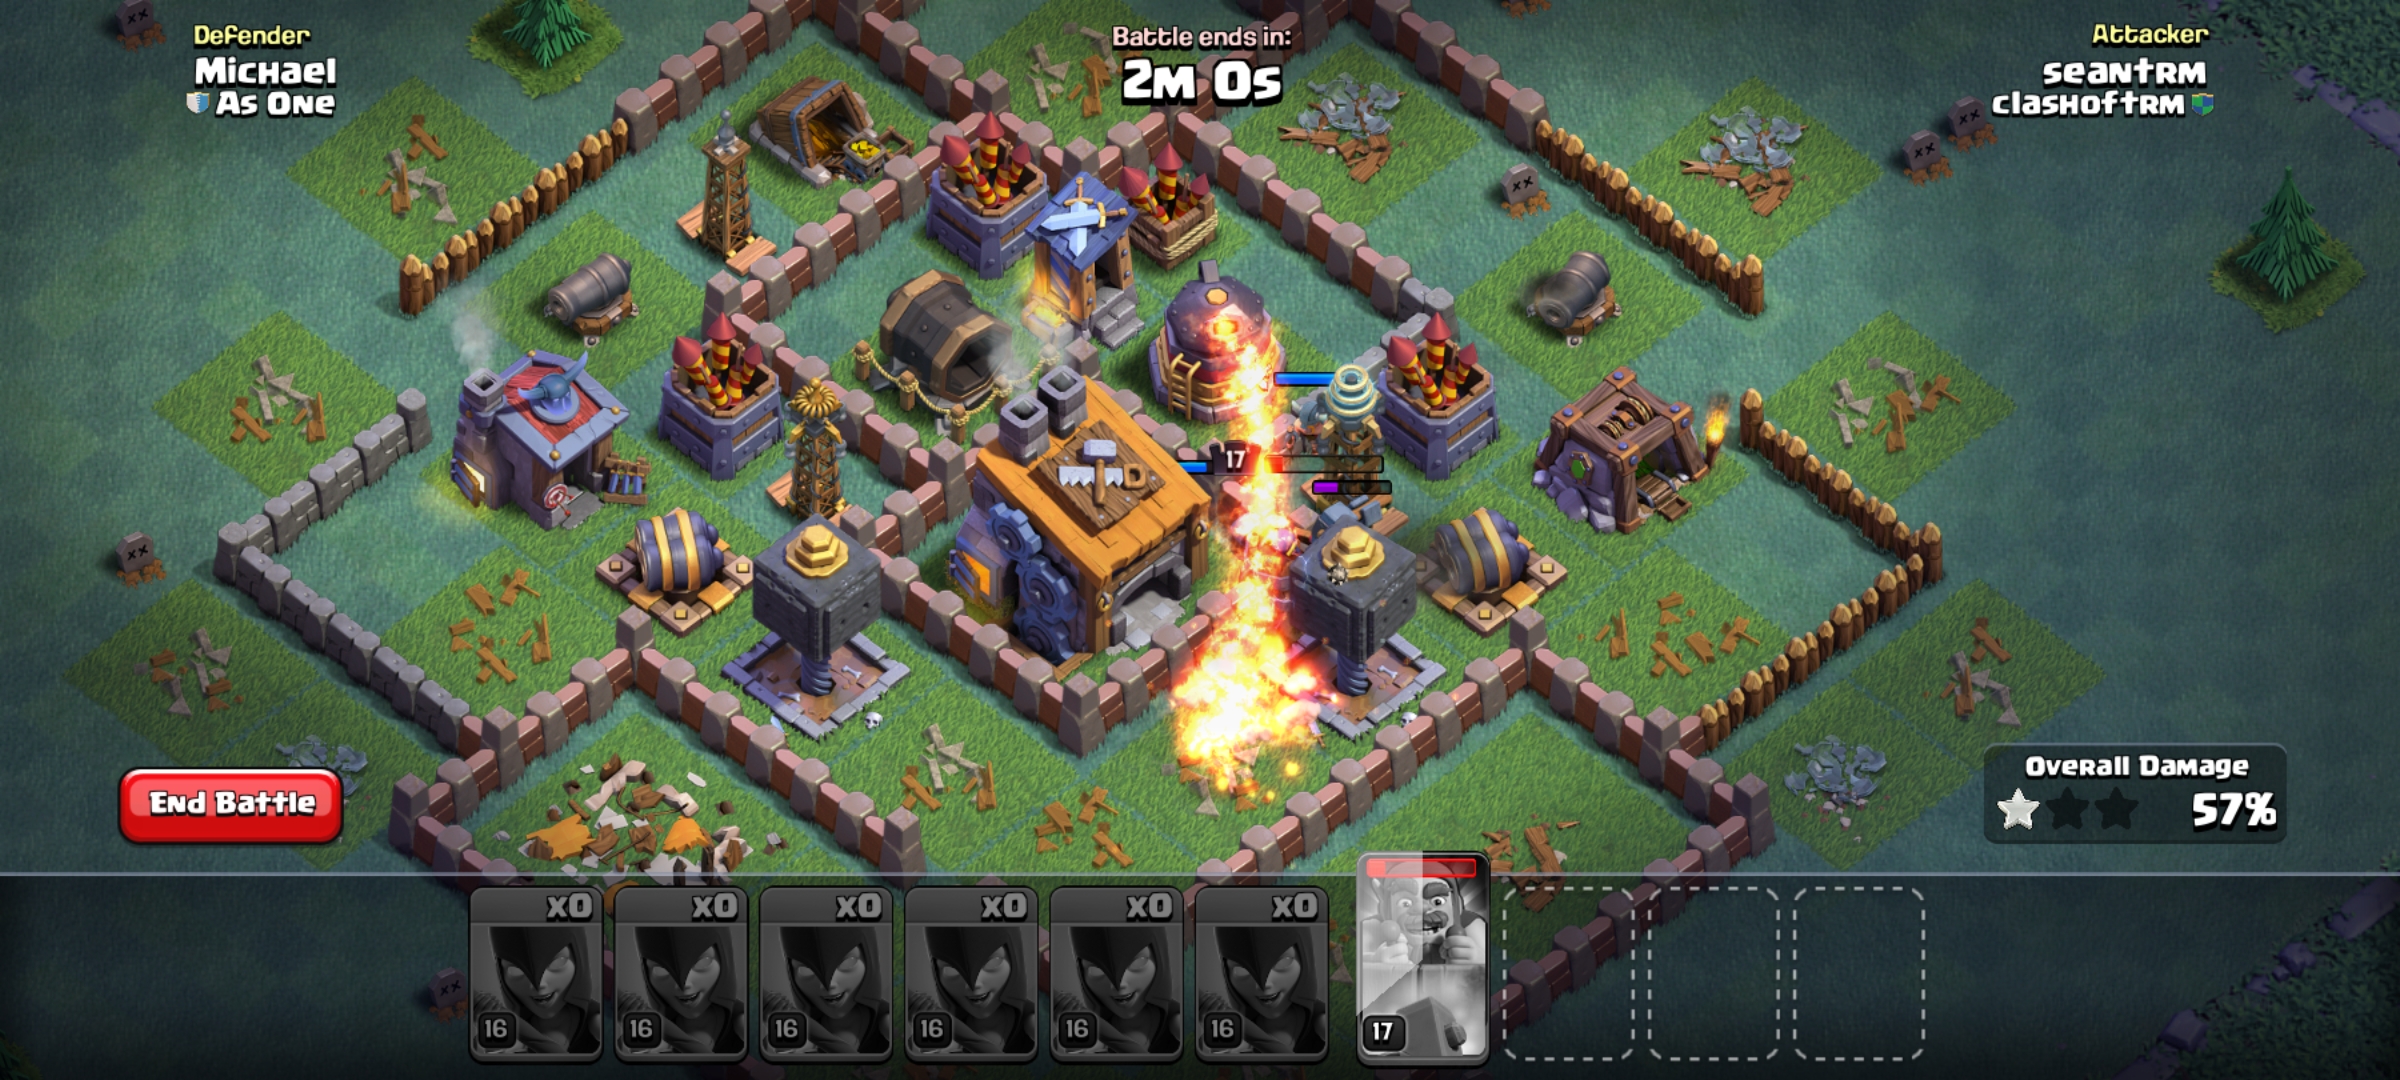 Defender
Michael
As One
Battle ends in:
2M 0s
Attacker
seantRM
clashoftRM
17
End Battle
Overall Damage
57%
x0 x0 x0 x0 x0 x0
16 16 16 16 16 16 17